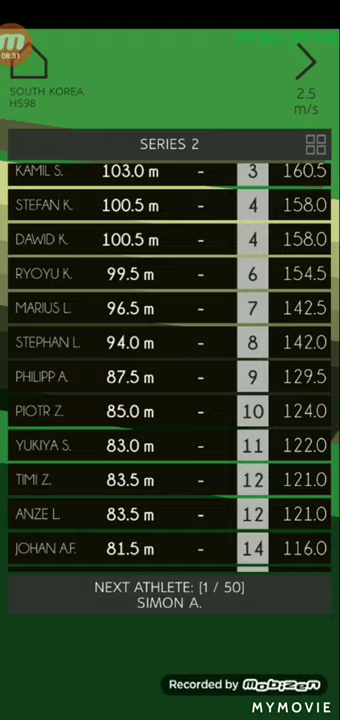 08:31
SOUTH KOREA
HS98
2.5
m/s
SERIES 2
KAMIL S. 103.0 m - 3 160.5
STEFAN K. 100.5 m - 4 158.0
DAWID K. 100.5 m - 4 158.0
RYOYU K. 99.5 m - 6 154.5
MARIUS L. 96.5 m - 7 142.5
STEPHAN L. 94.0 m - 8 142.0
PHILIPP A. 87.5 m - 9 129.5
PIOTR Z. 85.0 m - 10 124.0
YUKIYA S. 83.0 m - 11 122.0
TIMI Z. 83.5 m - 12 121.0
ANZE L. 83.5 m - 12 121.0
JOHAN A.F. 81.5 m - 14 116.0
NEXT ATHLETE: [1 / 50]
SIMON A.
Recorded by Mobizen
MYMOVIE